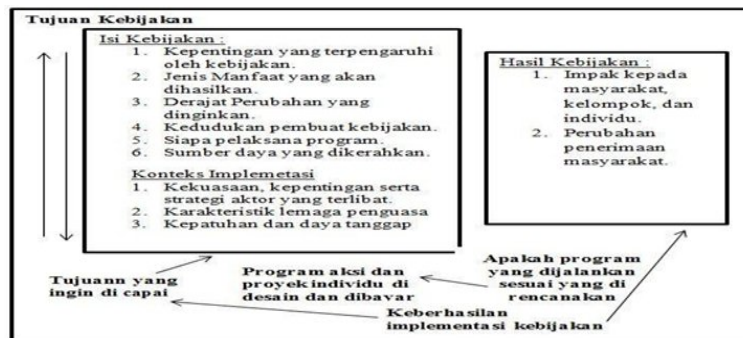 Tujuan Kebijakan
Isi Kebijakan :
1. Kepentingan yang terpengaruhi
oleh kebijakan.
2. Jenis Manfaat yang akan
dihasilkan.
3. Derajat Perubahan yang
dinginkan.
4. Kedudukan pembuat kebijakan.
5. Siapa pelaksana program.
6. Sumber daya yang dikerahkan.
Konteks Implemetasi
1. Kekuasaan, kepentingan serta
strategi aktor yang terlibat.
2. Karakteristik lemaga penguasa
3. Kepatuhan dan daya tanggap
Hasil Kebijakan :
1. Impak kepada
masyarakat,
kelompok, dan
individu.
2. Perubahan
penerimaan
masyarakat.
Tujuann yang
ingin di capai
Program aksi dan
proyek individu di
desain dan dibayar
Apakah program
yang dijalankan
sesuai yang di
rencanakan
Keberhasilan
implementasi kebijakan